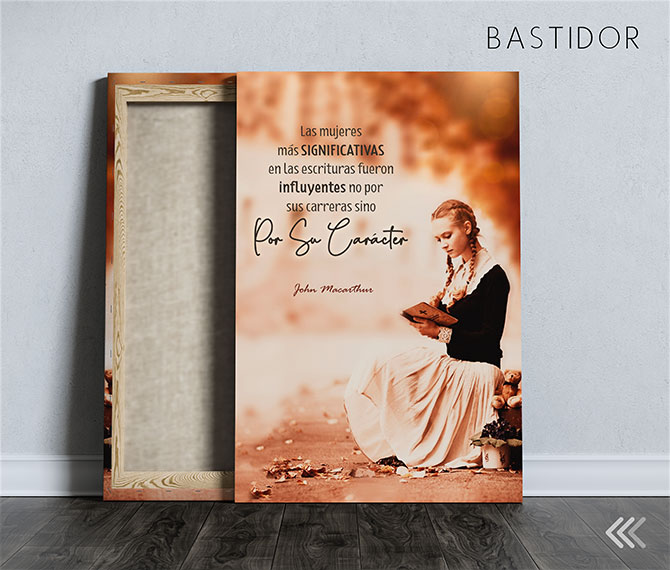 BASTIDOR
Las mujeres
más SIGNIFICATIVAS
en las escrituras fueron
influyentes no por
sus carreras sino
Por Su Carácter
John Macarthur